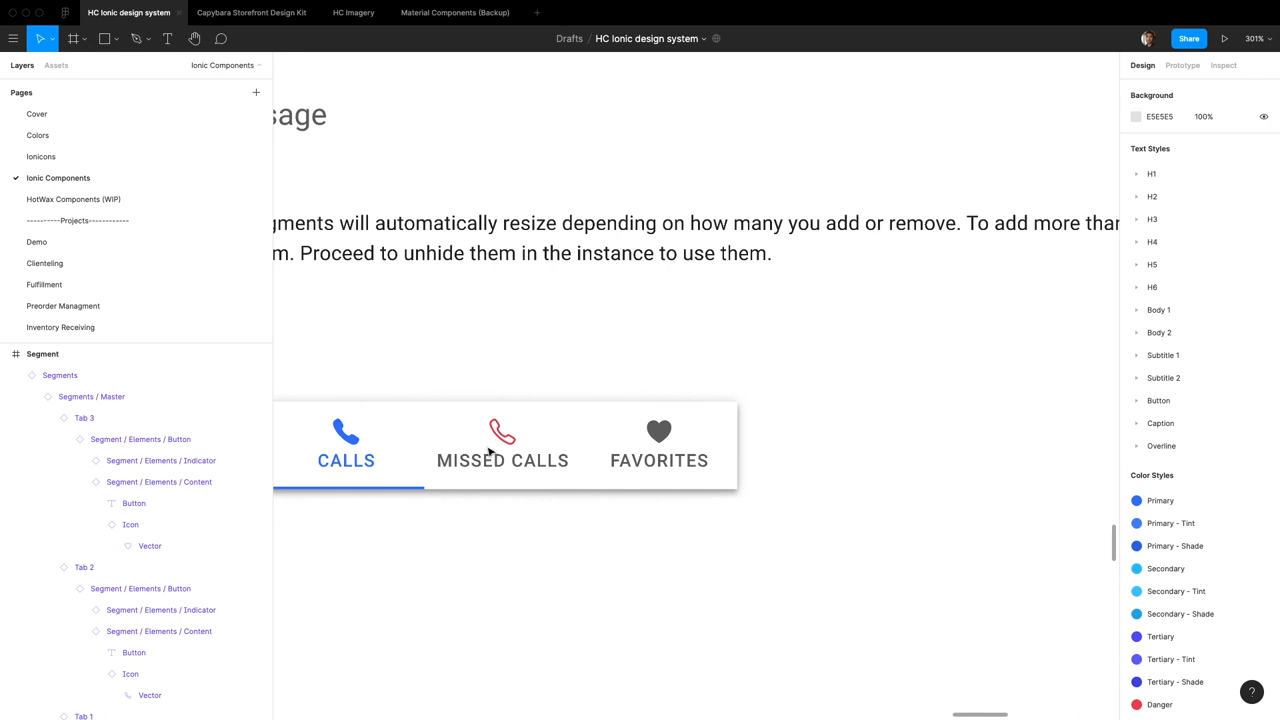 HC Ionic design system
Capybara Storefront Design Kit
HC Imagery
Material Components (Backup)
Drafts / HC Ionic design system
Share
301%
Layers
Assets
Ionic Components
Pages
Cover
Colors
Ionicons
Ionic Components
HotWax Components (WIP)
----------Projects------------
Demo
Clienteling
Fulfillment
Preorder Managment
Inventory Receiving
Segment
Segments
Segments / Master
Tab 3
Segment / Elements / Button
Segment / Elements / Indicator
Segment / Elements / Content
Button
Icon
Vector
Tab 2
Segment / Elements / Button
Segment / Elements / Indicator
Segment / Elements / Content
Button
Icon
Vector
Tab 1
sage
gments will automatically resize depending on how many you add or remove. To add more than
m. Proceed to unhide them in the instance to use them.
CALLS
MISSED CALLS
FAVORITES
Design
Prototype
Inspect
Background
E5E5E5
100%
Text Styles
H1
H2
H3
H4
H5
H6
Body 1
Body 2
Subtitle 1
Subtitle 2
Button
Caption
Overline
Color Styles
Primary
Primary - Tint
Primary - Shade
Secondary
Secondary - Tint
Secondary - Shade
Tertiary
Tertiary - Tint
Tertiary - Shade
Danger
?